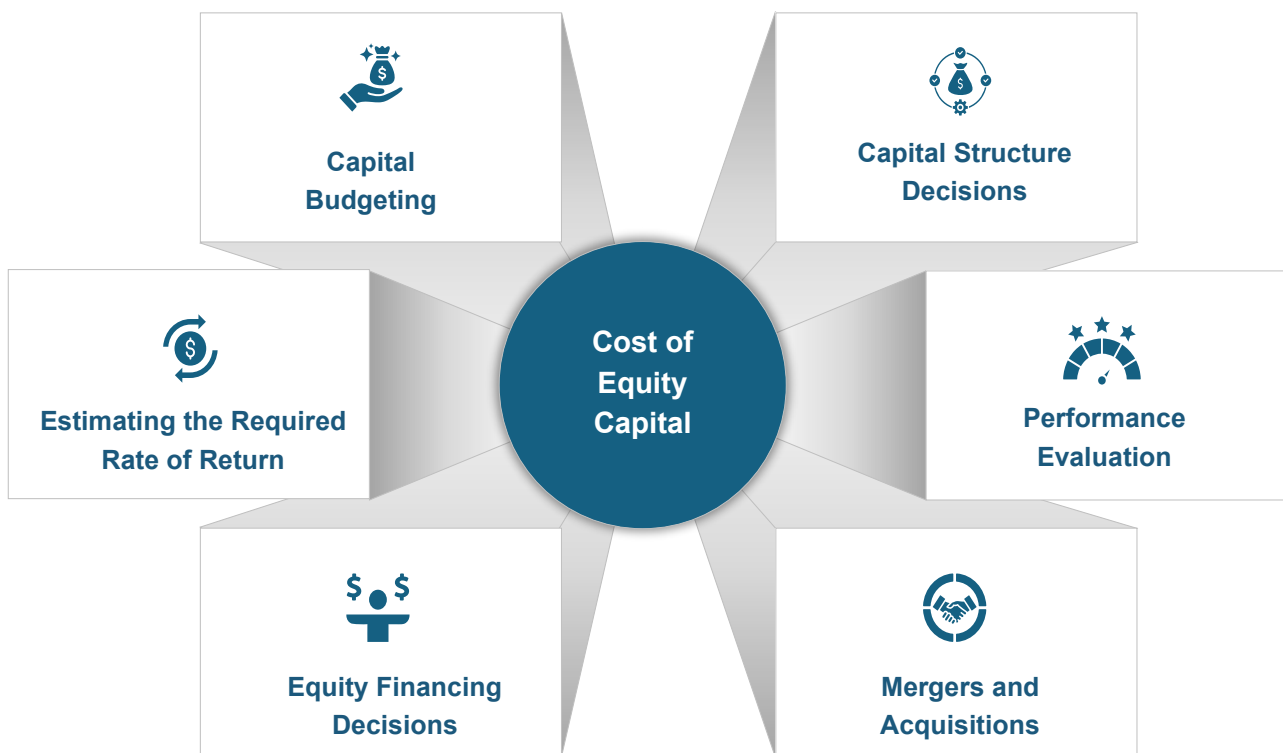 Capital
Budgeting
Capital Structure
Decisions
Estimating the Required
Rate of Return
Cost of
Equity
Capital
Performance
Evaluation
Equity Financing
Decisions
Mergers and
Acquisitions